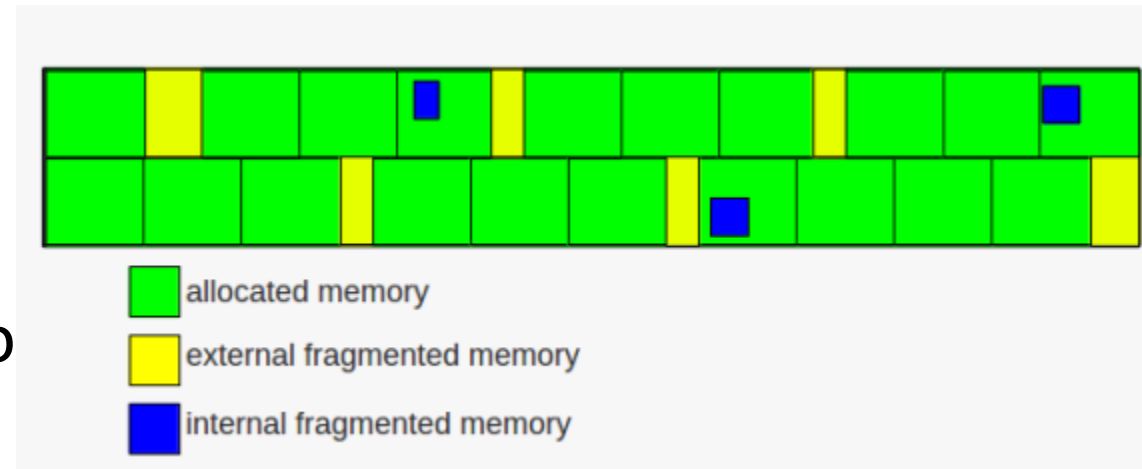 allocated memory
external fragmented memory
internal fragmented memory